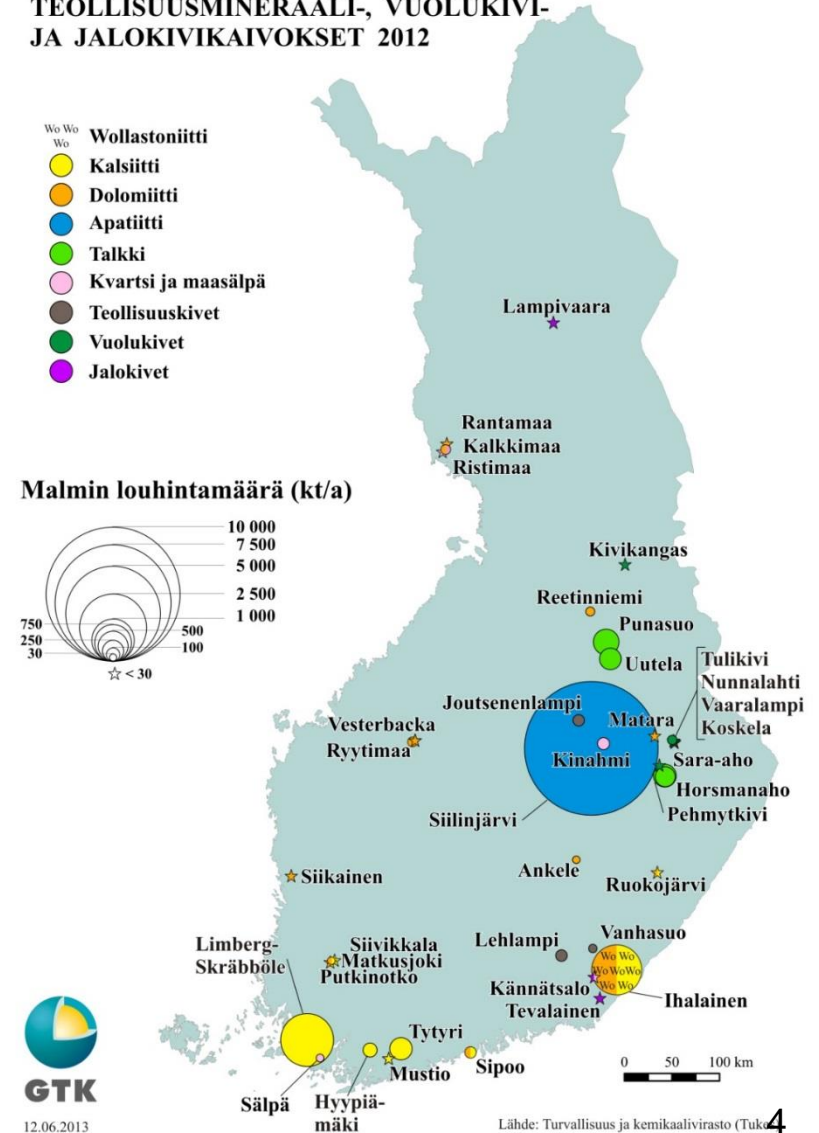 TEOLLISUUSMINERAALI-, VUOLUKIVI-
JA JALOKIVIKAIVOKSET 2012
Wo Wo
Wo
Wollastoniitti
Kalsiitti
Dolomiitti
Apatiitti
Talkki
Kvartsi ja maasälpä
Teollisuuskivet
Vuolukivet
Jalokivet
Malmin louhintamäärä (kt/a)
10 000
7 500
5 000
2 500
1 000
750
500
250
100
30
< 30
Lampivaara
Rantamaa
Kalkkimaa
Ristimaa
Kivikangas
Reetinniemi
Punasuo
Uutela
Tulikivi
Nunnalahti
Vaaralampi
Koskela
Joutsenenlampi
Matara
Vesterbacka
Ryytimaa
Kinahmi
Sara-aho
Horsmanaho
Pehmytkivi
Siilinjärvi
Ankele
Ruokojärvi
Siikainen
Limberg-
Skräbböle
Siivikkala
Matkusjoki
Putkinotko
Lehlampi
Vanhasuo
Wo Wo
Wo WoWo
Wo Wo
Kännätsalo
Tevalainen
Ihalainen
Tytyri
Mustio
Sipoo
Sälpä
Hyypiä-
mäki
0 50 100 km
GTK
12.06.2013
Lähde: Turvallisuus ja kemikaalivirasto (Tuke
4